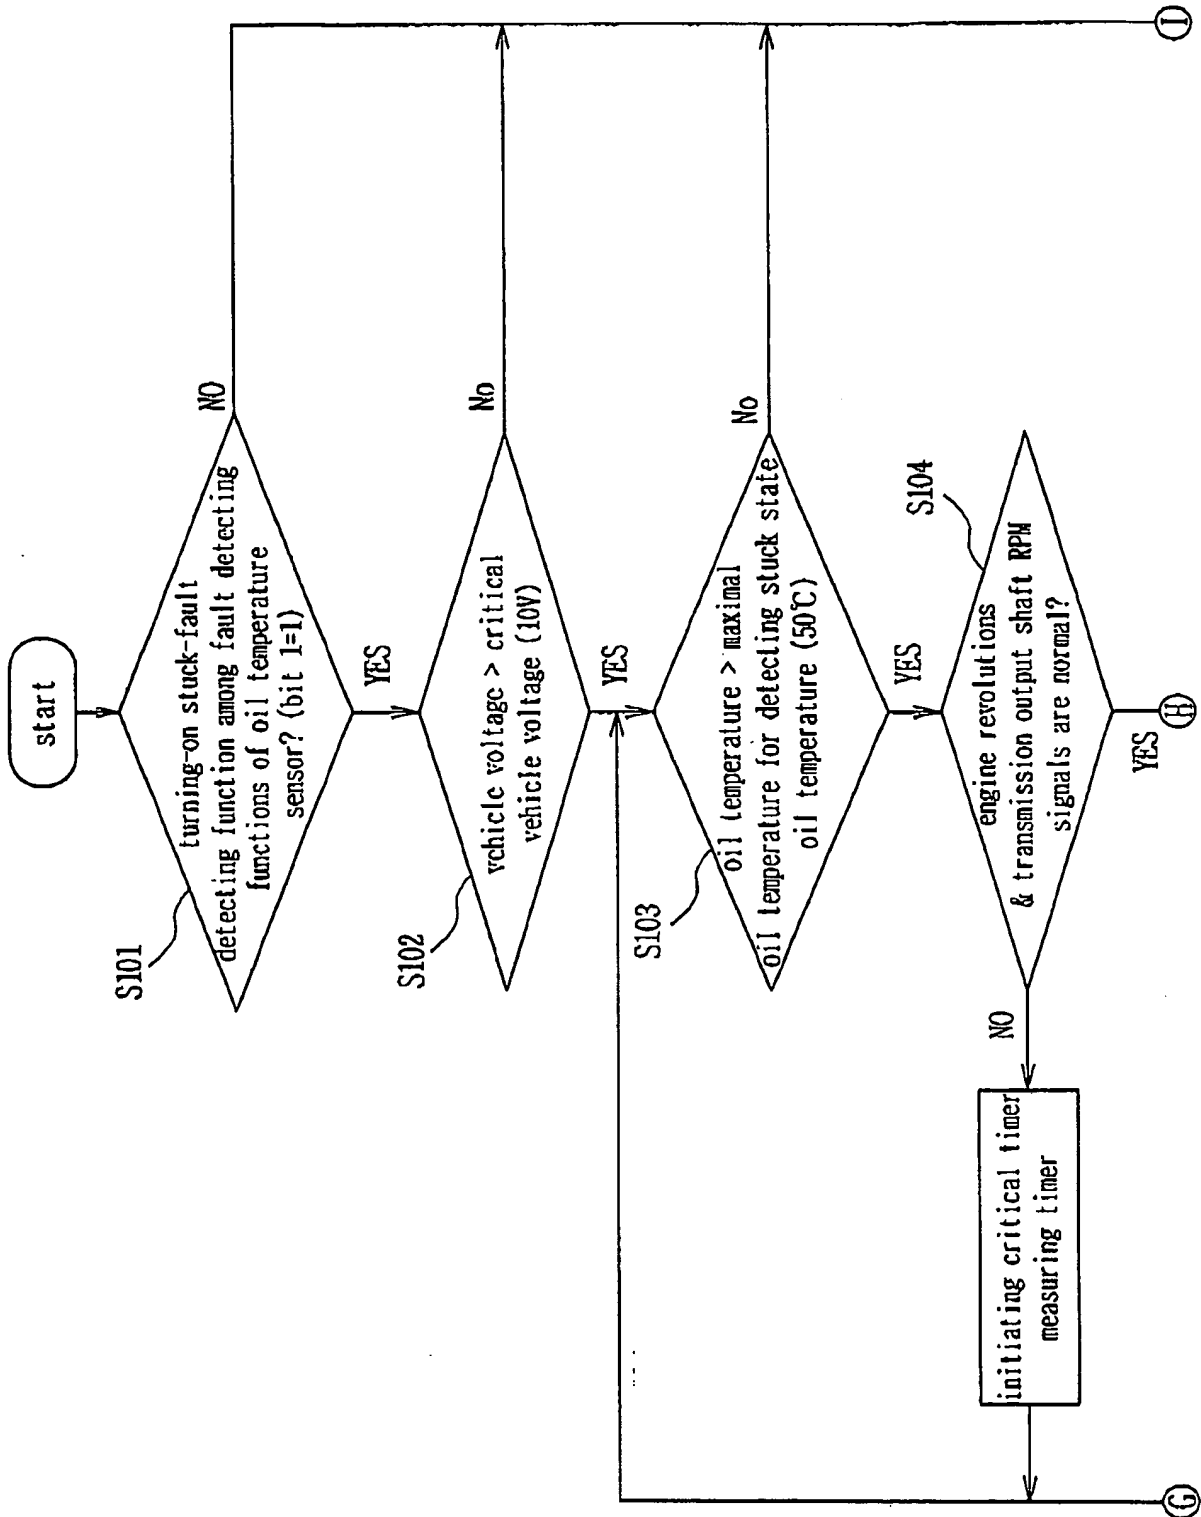 start
S101
turning-on stuck-fault
detecting function among fault detecting
functions of oil temperature
sensor? (bit 1=1)
NO
YES
S102
vehicle voltage > critical
vehicle voltage (10V)
No
YES
S103
oil temperature > maximal
oil temperature for detecting stuck state
oil temperature (50℃)
No
YES
S104
engine revolutions
& transmission output shaft RPM
signals are normal?
NO
YES
initiating critical timer
measuring timer
G
H
I